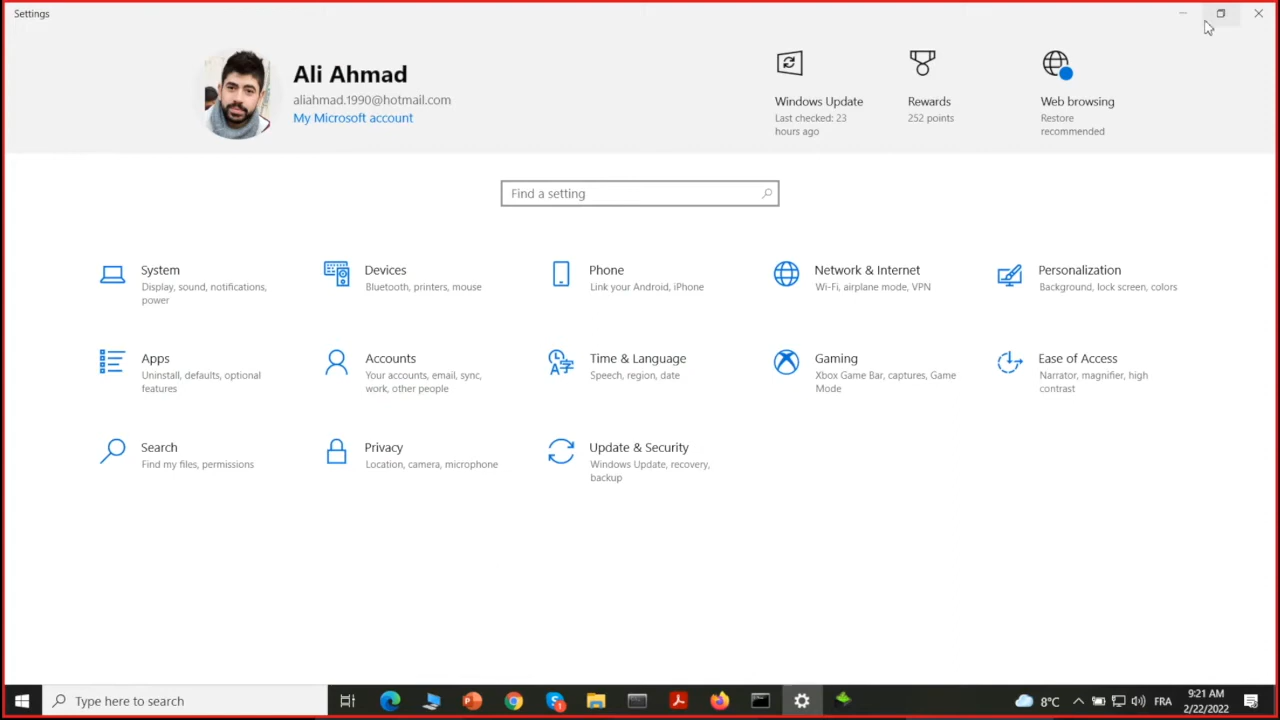 Settings
Ali Ahmad
aliahmad.1990@hotmail.com
My Microsoft account
Windows Update
Last checked: 23
hours ago
Rewards
252 points
Web browsing
Restore
recommended
Find a setting
System
Display, sound, notifications,
power
Devices
Bluetooth, printers, mouse
Phone
Link your Android, iPhone
Network & Internet
Wi-Fi, airplane mode, VPN
Personalization
Background, lock screen, colors
Apps
Uninstall, defaults, optional
features
Accounts
Your accounts, email, sync,
work, other people
Time & Language
Speech, region, date
Gaming
Xbox Game Bar, captures, Game
Mode
Ease of Access
Narrator, magnifier, high
contrast
Search
Find my files, permissions
Privacy
Location, camera, microphone
Update & Security
Windows Update, recovery,
backup
Type here to search
8°C
FRA
9:21 AM
2/22/2022